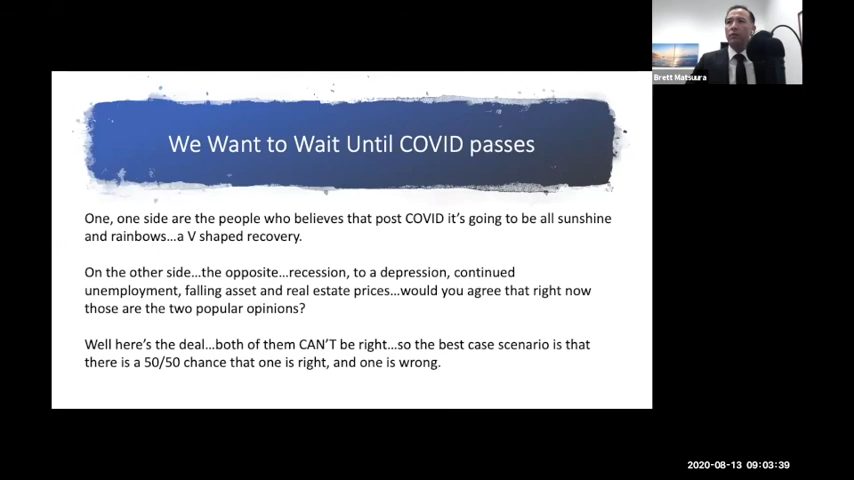 Brett Matsuura
We Want to Wait Until COVID passes
One, one side are the people who believes that post COVID it's going to be all sunshine
and rainbows...a V shaped recovery.
On the other side...the opposite...recession, to a depression, continued
unemployment, falling asset and real estate prices...would you agree that right now
those are the two popular opinions?
Well here's the deal...both of them CAN'T be right...so the best case scenario is that
there is a 50/50 chance that one is right, and one is wrong.
2020-08-13 09:03:39